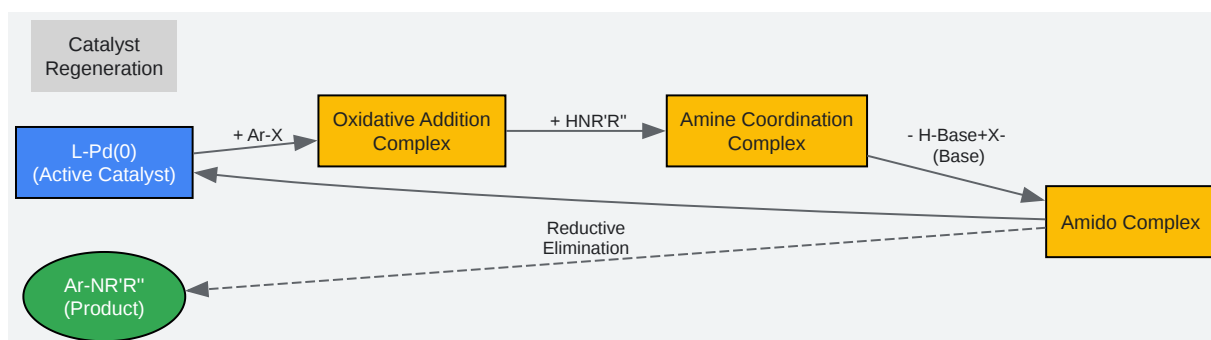 Catalyst
Regeneration
L-Pd(0)
(Active Catalyst)
+ Ar-X
Oxidative Addition
Complex
+ HNR'R"
Amine Coordination
Complex
- H-Base+X-
(Base)
Amido Complex
Reductive
Elimination
Ar-NR'R"
(Product)